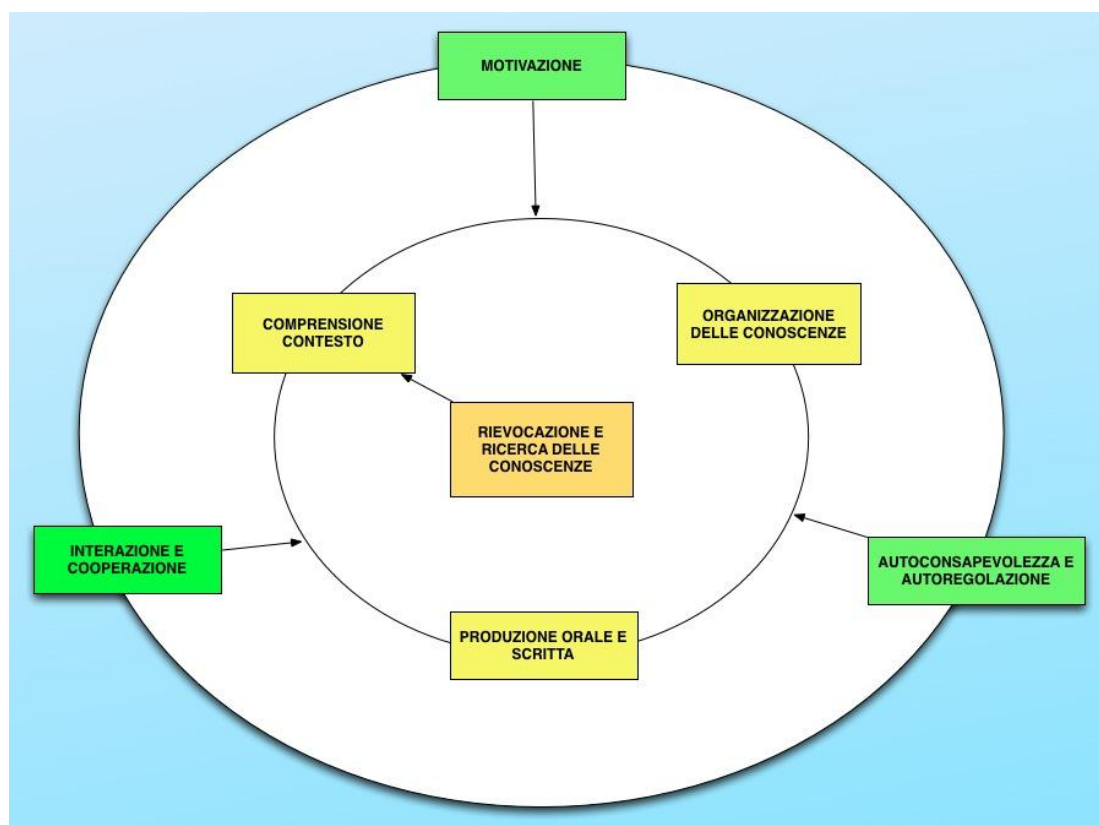 MOTIVAZIONE
COMPRENSIONE
CONTESTO
ORGANIZZAZIONE
DELLE CONOSCENZE
RIEVOCAZIONE E
RICERCA DELLE
CONOSCENZE
INTERAZIONE E
COOPERAZIONE
AUTOCONSAPEVOLEZZA E
AUTOREGOLAZIONE
PRODUZIONE ORALE E
SCRITTA